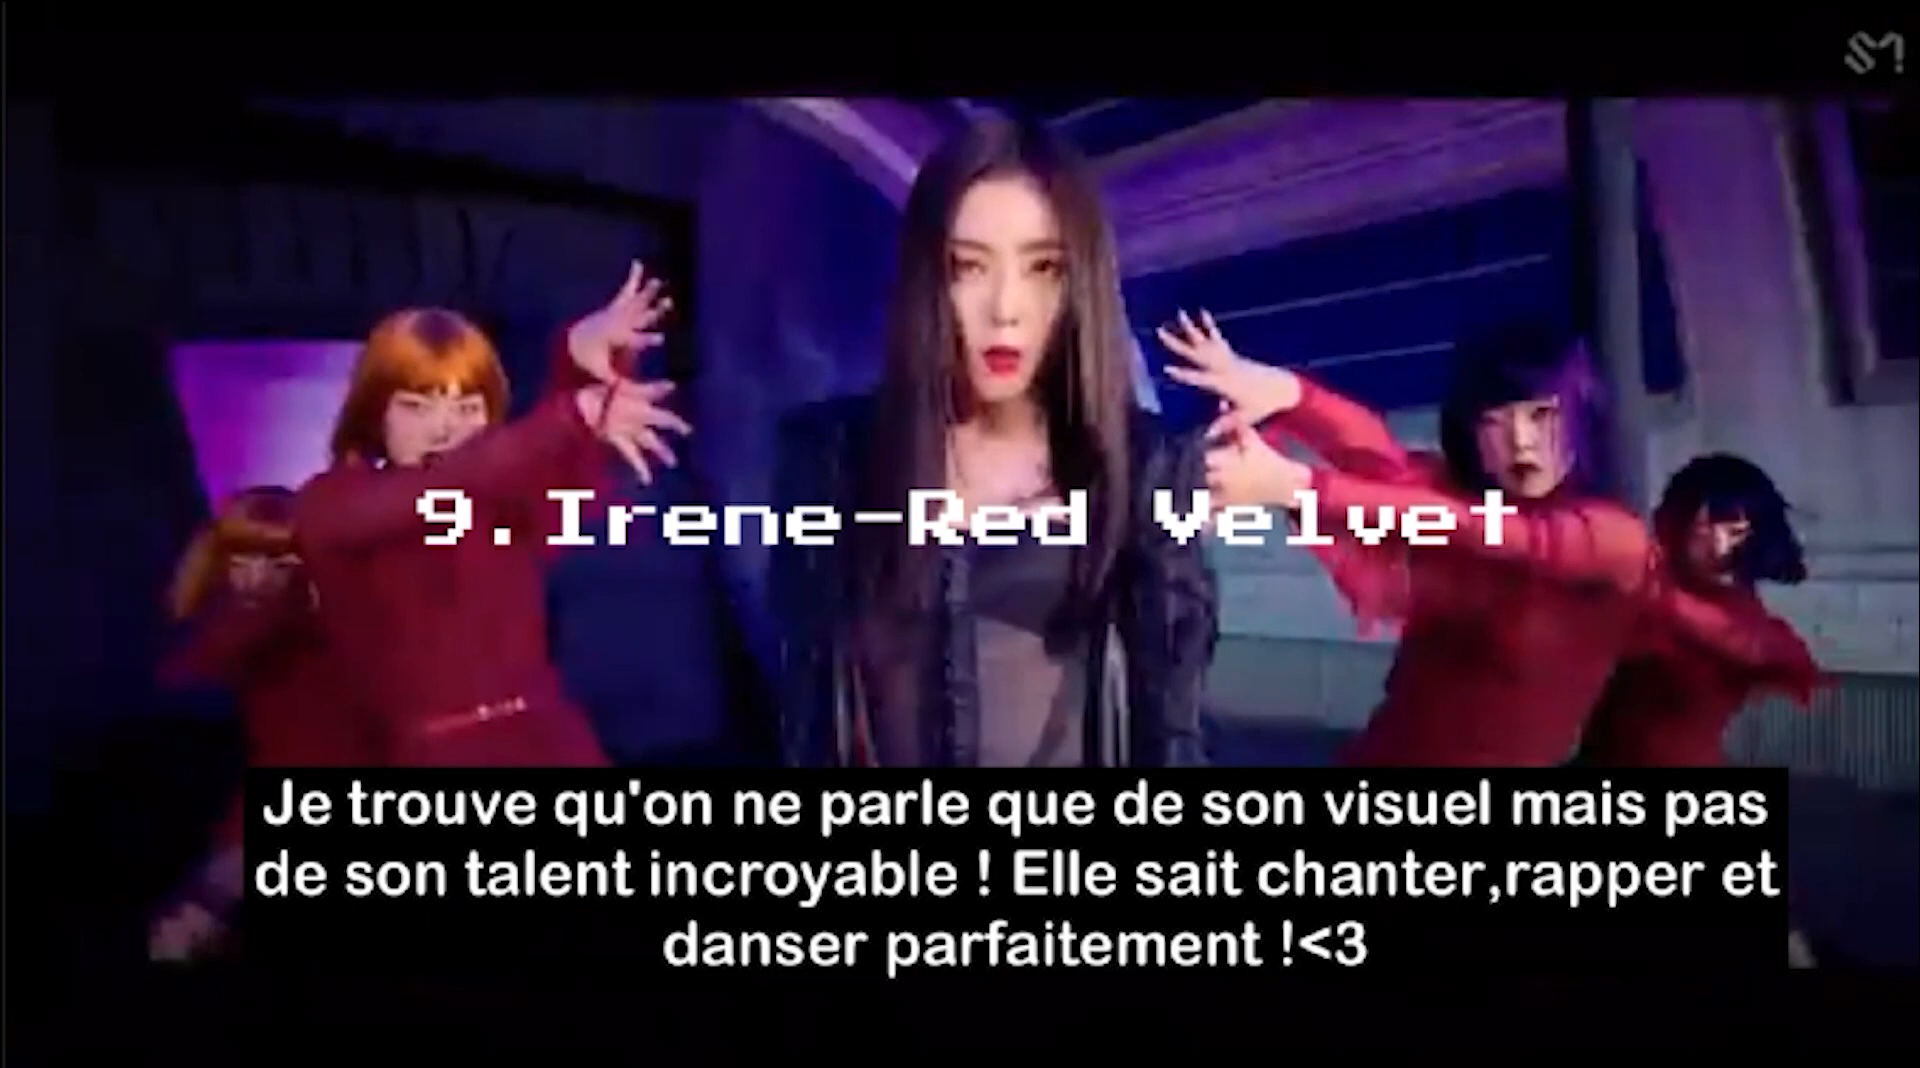 SM
9.Irene-Red Velvet
Je trouve qu'on ne parle que de son visuel mais pas
de son talent incroyable ! Elle sait chanter,rapper et
danser parfaitement !<3